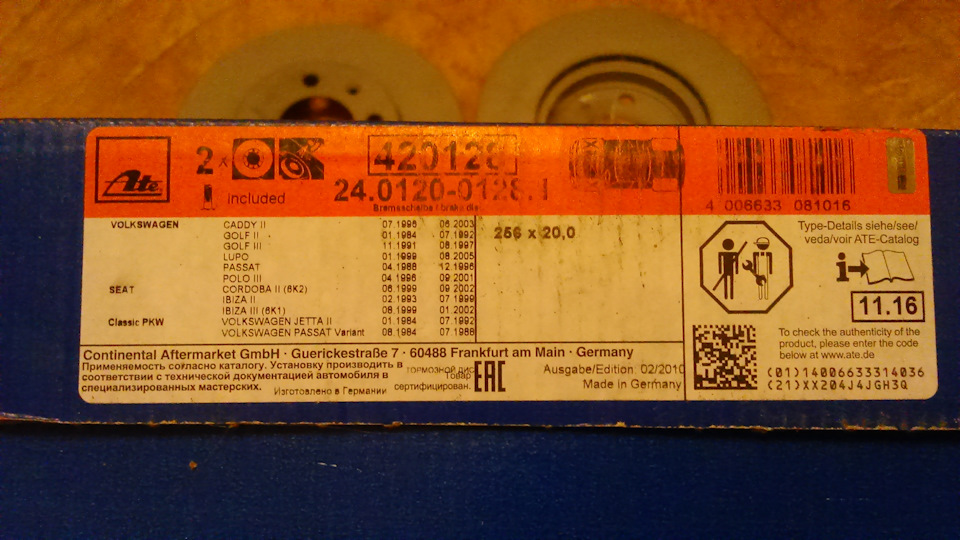 Ate.
2 x
included
420128
24.0120-0128.1
Bremsscheibe / brake disc
4 006633 081016
VOLKSWAGEN CADDY II 07.1996 06.2003
GOLF II 01.1984 07.1992
GOLF III 11.1991 08.1997
LUPO 01.1999 08.2005
PASSAT 04.1988 12.1996
POLO III 04.1996 09.2001
SEAT CORDOBA II (6K2) 06.1999 09.2002
IBIZA II 02.1993 07.1999
IBIZA III (6K1) 08.1999 01.2002
Classic PKW VOLKSWAGEN JETTA II 01.1984 07.1992
VOLKSWAGEN PASSAT Variant 08.1984 07.1988
256 x 20,0
Type-Details siehe/see/
veda/voir ATE-Catalog
i
11.16
To check the authenticity of the
product, please enter the code
below at www.ate.de
(01)14006633314036
(21)XX204J4JGH3Q
Continental Aftermarket GmbH · Guerickestraße 7 · 60488 Frankfurt am Main · Germany
Применяемость согласно каталогу. Установку производить в
соответствии с технической документацией автомобиля в
специализированных мастерских.
Изготовлено в Германии
тормозной диск
Товар
сертифицирован.
EAC
Ausgabe/Edition 02/2010
Made in Germany